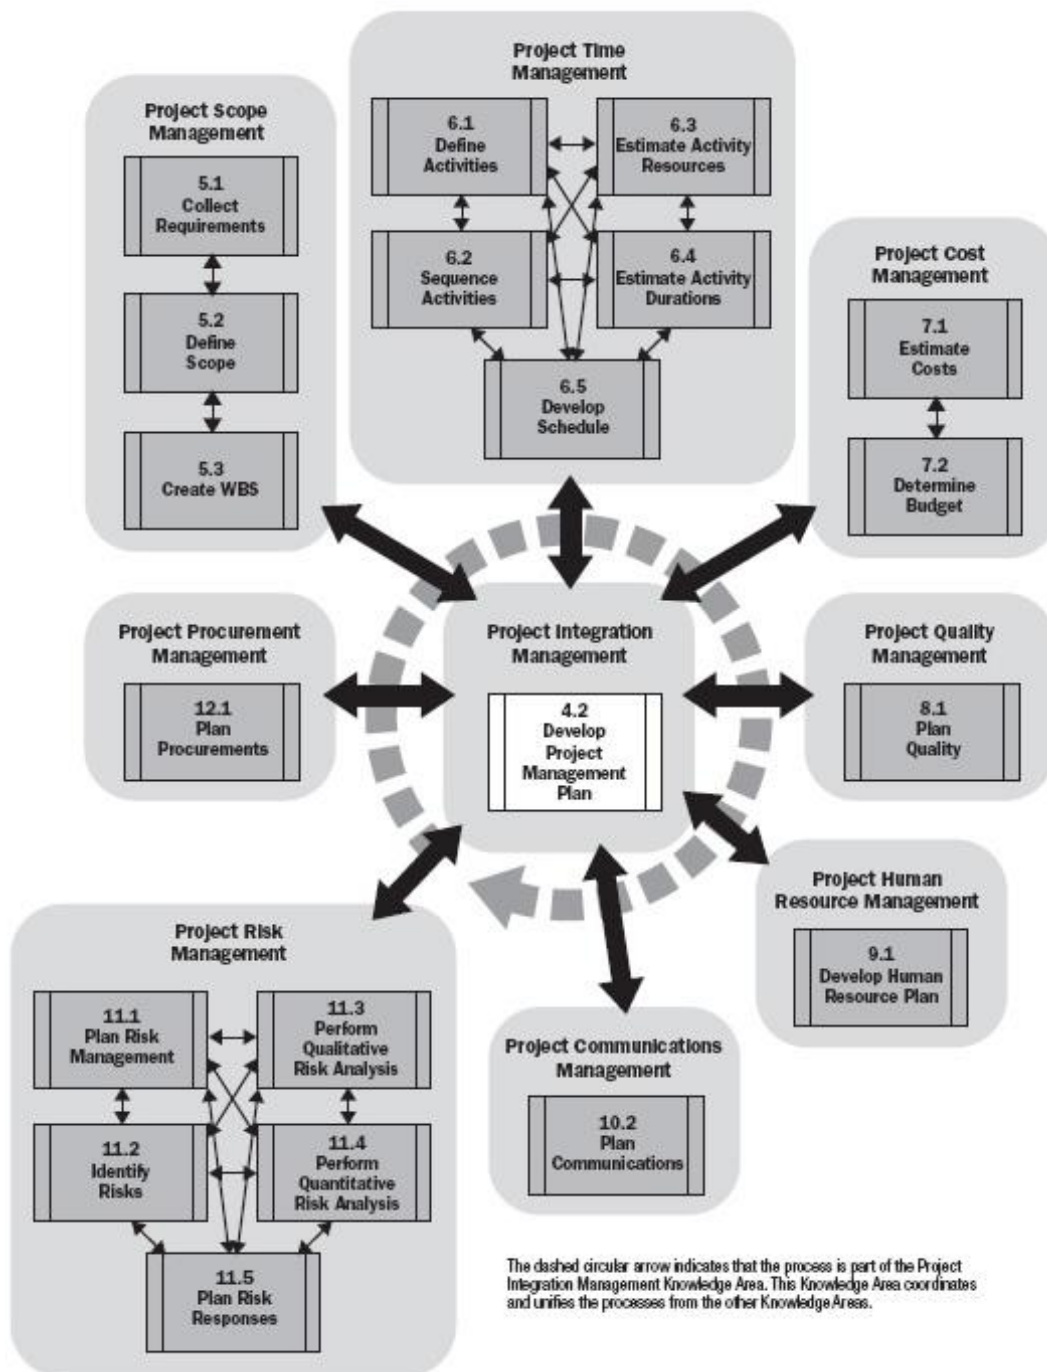 Project Time
Management
6.1
Define
Activities
6.3
Estimate Activity
Resources
6.2
Sequence
Activities
6.4
Estimate Activity
Durations
6.5
Develop
Schedule
Project Scope
Management
5.1
Collect
Requirements
5.2
Define
Scope
5.3
Create WBS
Project Cost
Management
7.1
Estimate
Costs
7.2
Determine
Budget
Project Procurement
Management
12.1
Plan
Procurements
Project Integration
Management
4.2
Develop
Project
Management
Plan
Project Quality
Management
8.1
Plan
Quality
Project Human
Resource Management
9.1
Develop Human
Resource Plan
Project Risk
Management
11.1
Plan Risk
Management
11.3
Perform
Qualitative
Risk Analysis
11.2
Identify
Risks
11.4
Perform
Quantitative
Risk Analysis
11.5
Plan Risk
Responses
Project Communications
Management
10.2
Plan
Communications
The dashed circular arrow indicates that the process is part of the Project
Integration Management Knowledge Area. This Knowledge Area coordinates
and unifies the processes from the other Knowledge Areas.